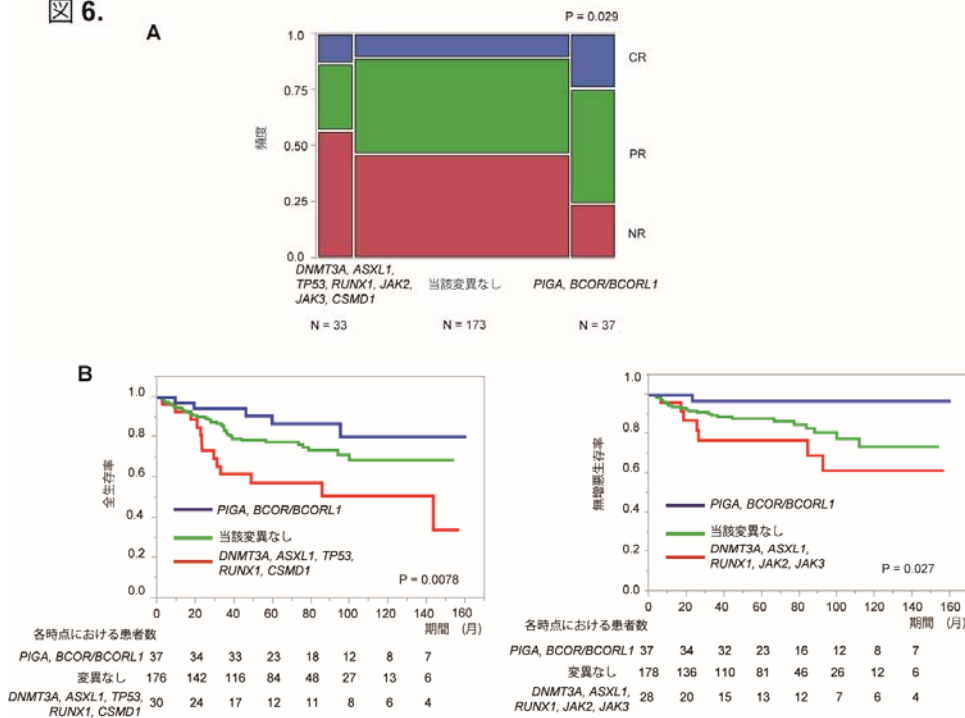 図 6.
A
P = 0.029
1.0
0.75
0.50
0.25
0.0
頻度
CR
PR
NR
DNMT3A, ASXL1,
TP53, RUNX1, JAK2,
JAK3, CSMD1
当該変異なし
PIGA, BCOR/BCORL1
N = 33
N = 173
N = 37
B
1.0
0.8
0.6
0.4
0.2
0.0
全生存率
PIGA, BCOR/BCORL1
当該変異なし
DNMT3A, ASXL1, TP53,
RUNX1, CSMD1
P = 0.0078
0 20 40 60 80 100 120 140 160
期間 (月)
各時点における患者数
PIGA, BCOR/BCORL1 37 34 33 23 18 12 8 7
変異なし 176 142 116 84 48 27 13 6
DNMT3A, ASXL1, TP53,
RUNX1, CSMD1 30 24 17 12 11 8 6 4
1.0
0.8
0.6
0.4
0.2
0.0
無増悪生存率
PIGA, BCOR/BCORL1
当該変異なし
DNMT3A, ASXL1,
RUNX1, JAK2, JAK3
P = 0.027
0 20 40 60 80 100 120 140 160
期間 (月)
各時点における患者数
PIGA, BCOR/BCORL1 37 34 32 23 16 12 8 7
変異なし 178 136 110 81 46 26 12 6
DNMT3A, ASXL1,
RUNX1, JAK2, JAK3 28 20 15 13 12 7 6 4